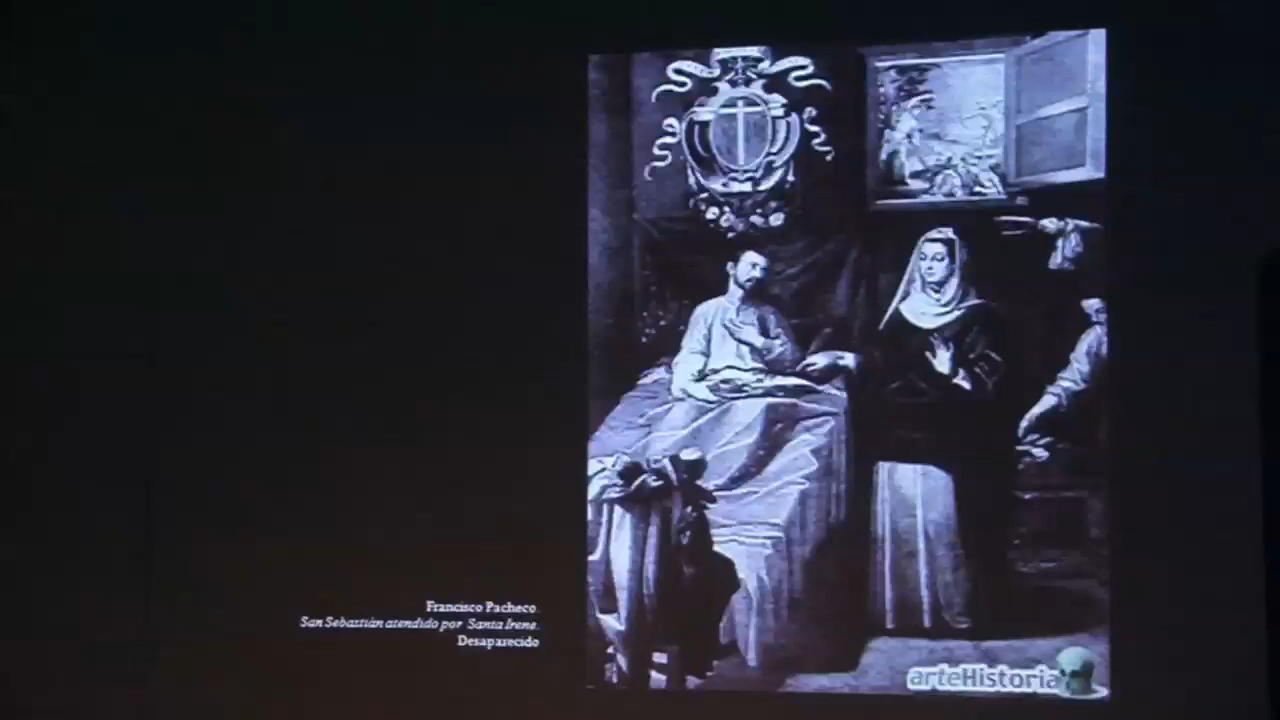 Francisco Pacheco.
San Sebastián atendido por Santa Irene.
Desaparecido
arteHistoria